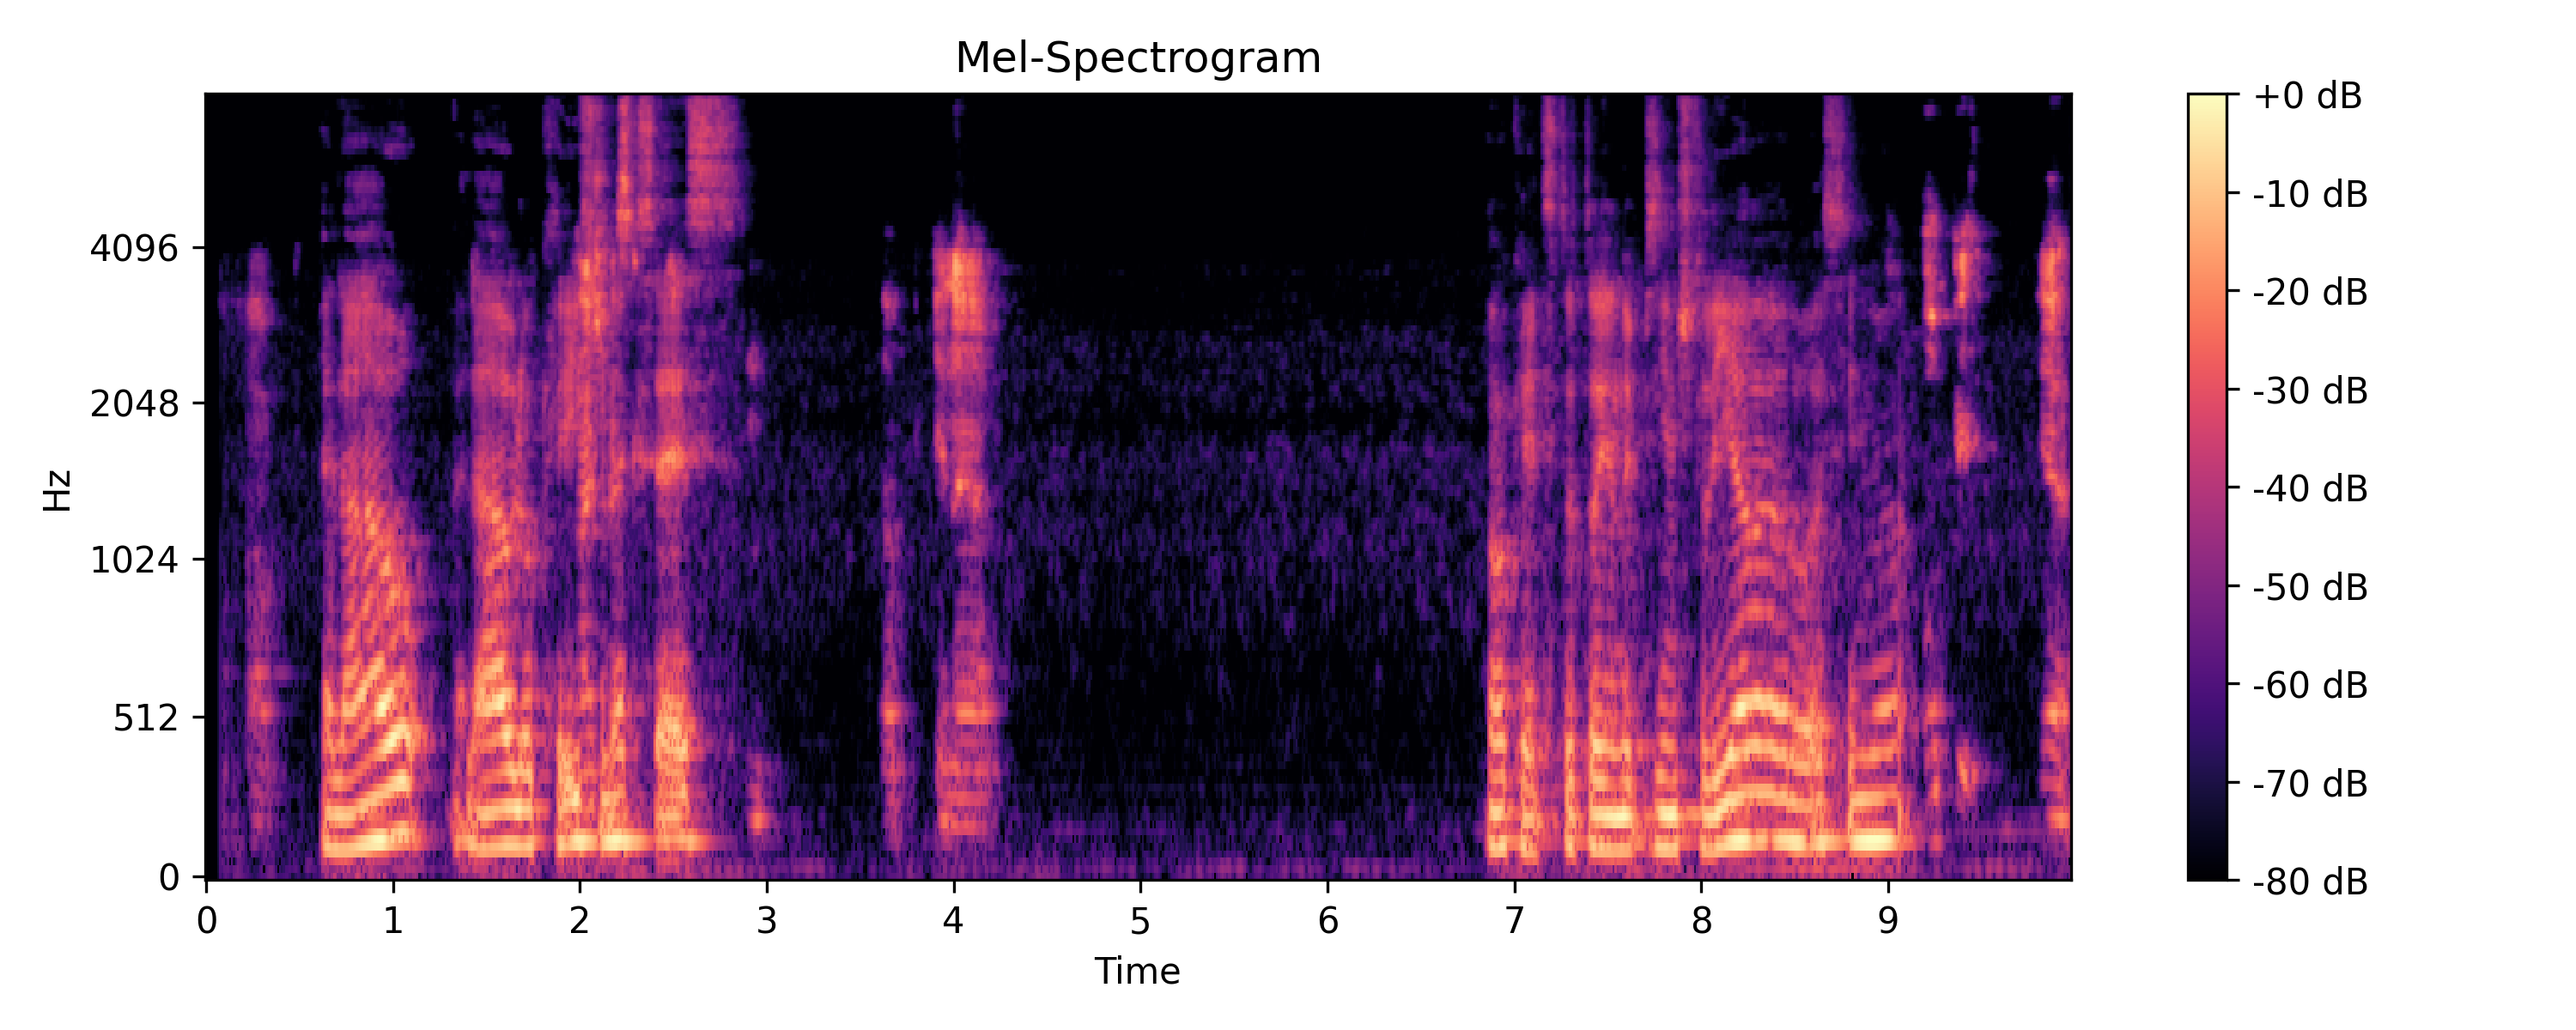 Mel-Spectrogram
+0 dB
-10 dB
-20 dB
-30 dB
-40 dB
-50 dB
-60 dB
-70 dB
-80 dB
Hz
4096
2048
1024
512
0
0 1 2 3 4 5 6 7 8 9
Time